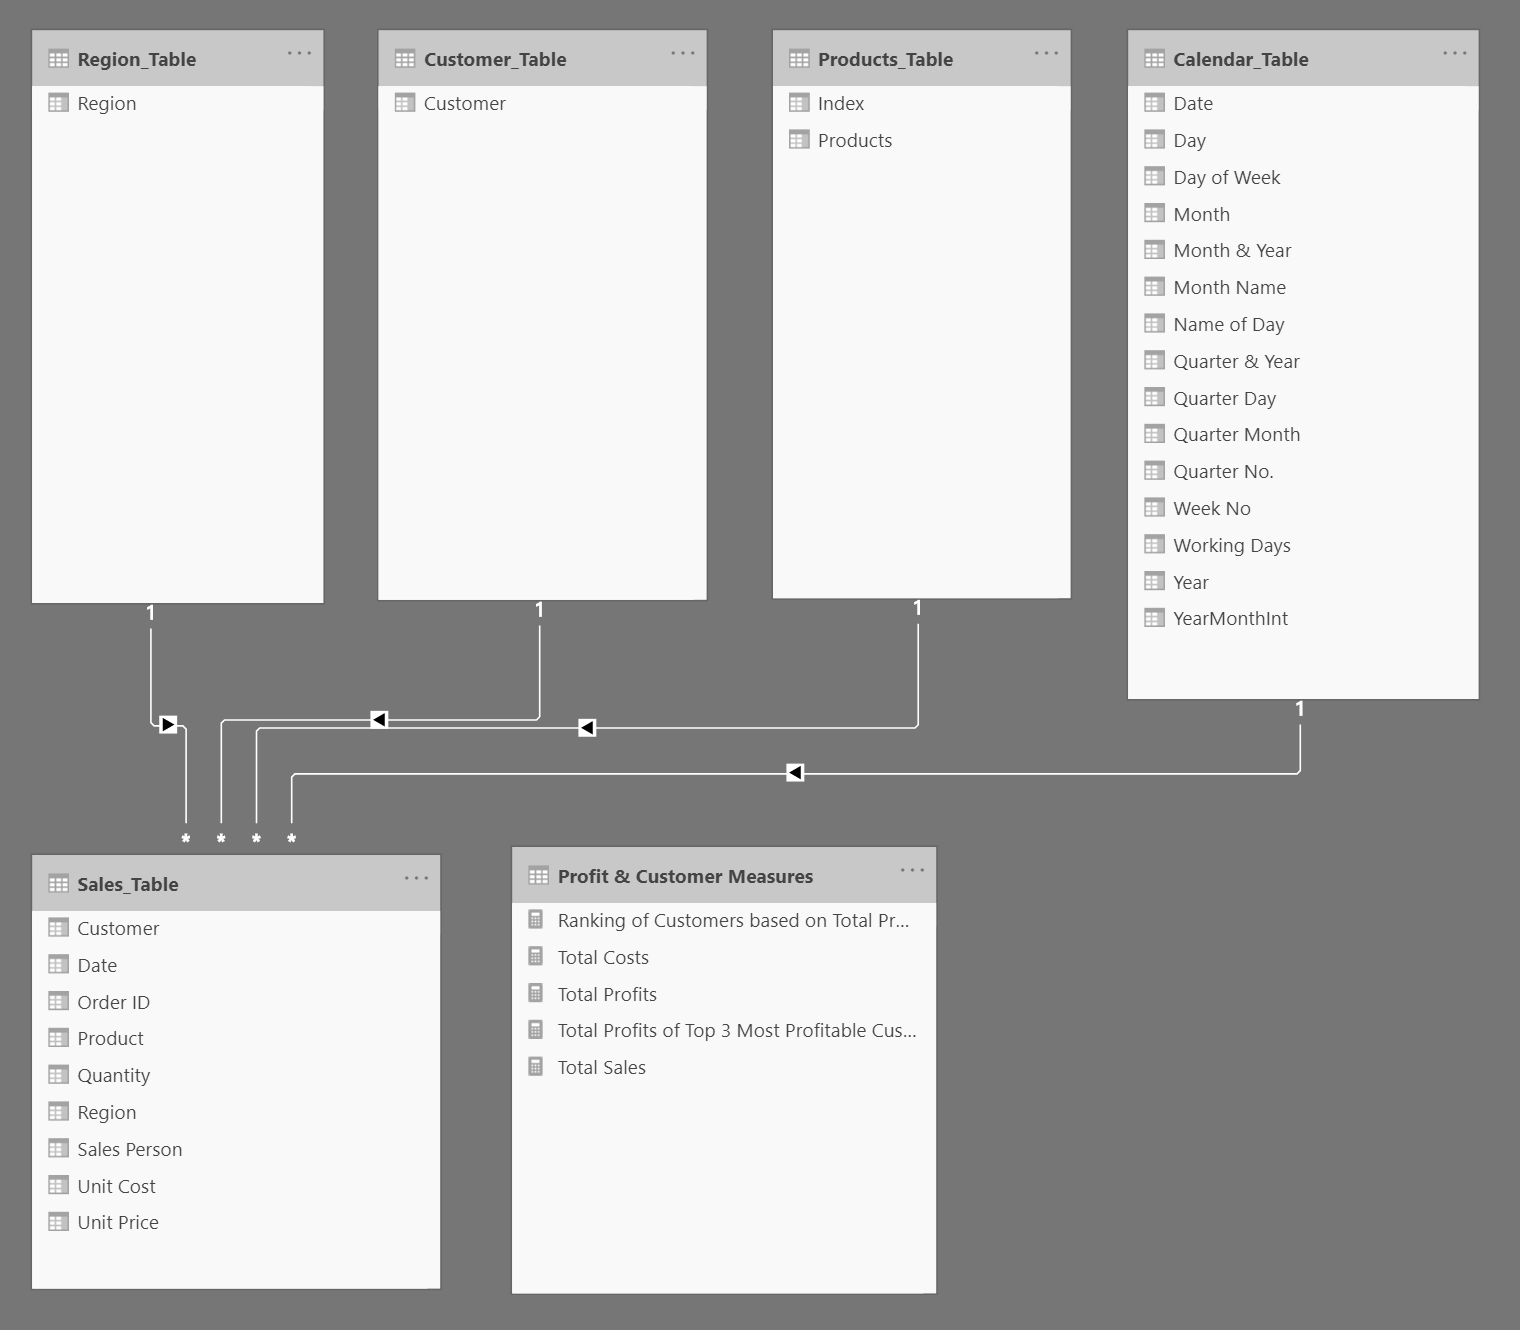 Region_Table
Region
Customer_Table
Customer
Products_Table
Index
Products
Calendar_Table
Date
Day
Day of Week
Month
Month & Year
Month Name
Name of Day
Quarter & Year
Quarter Day
Quarter Month
Quarter No.
Week No
Working Days
Year
YearMonthInt
1
1
1
1
* * * *
Sales_Table
Customer
Date
Order ID
Product
Quantity
Region
Sales Person
Unit Cost
Unit Price
Profit & Customer Measures
Ranking of Customers based on Total Pr...
Total Costs
Total Profits
Total Profits of Top 3 Most Profitable Cus...
Total Sales